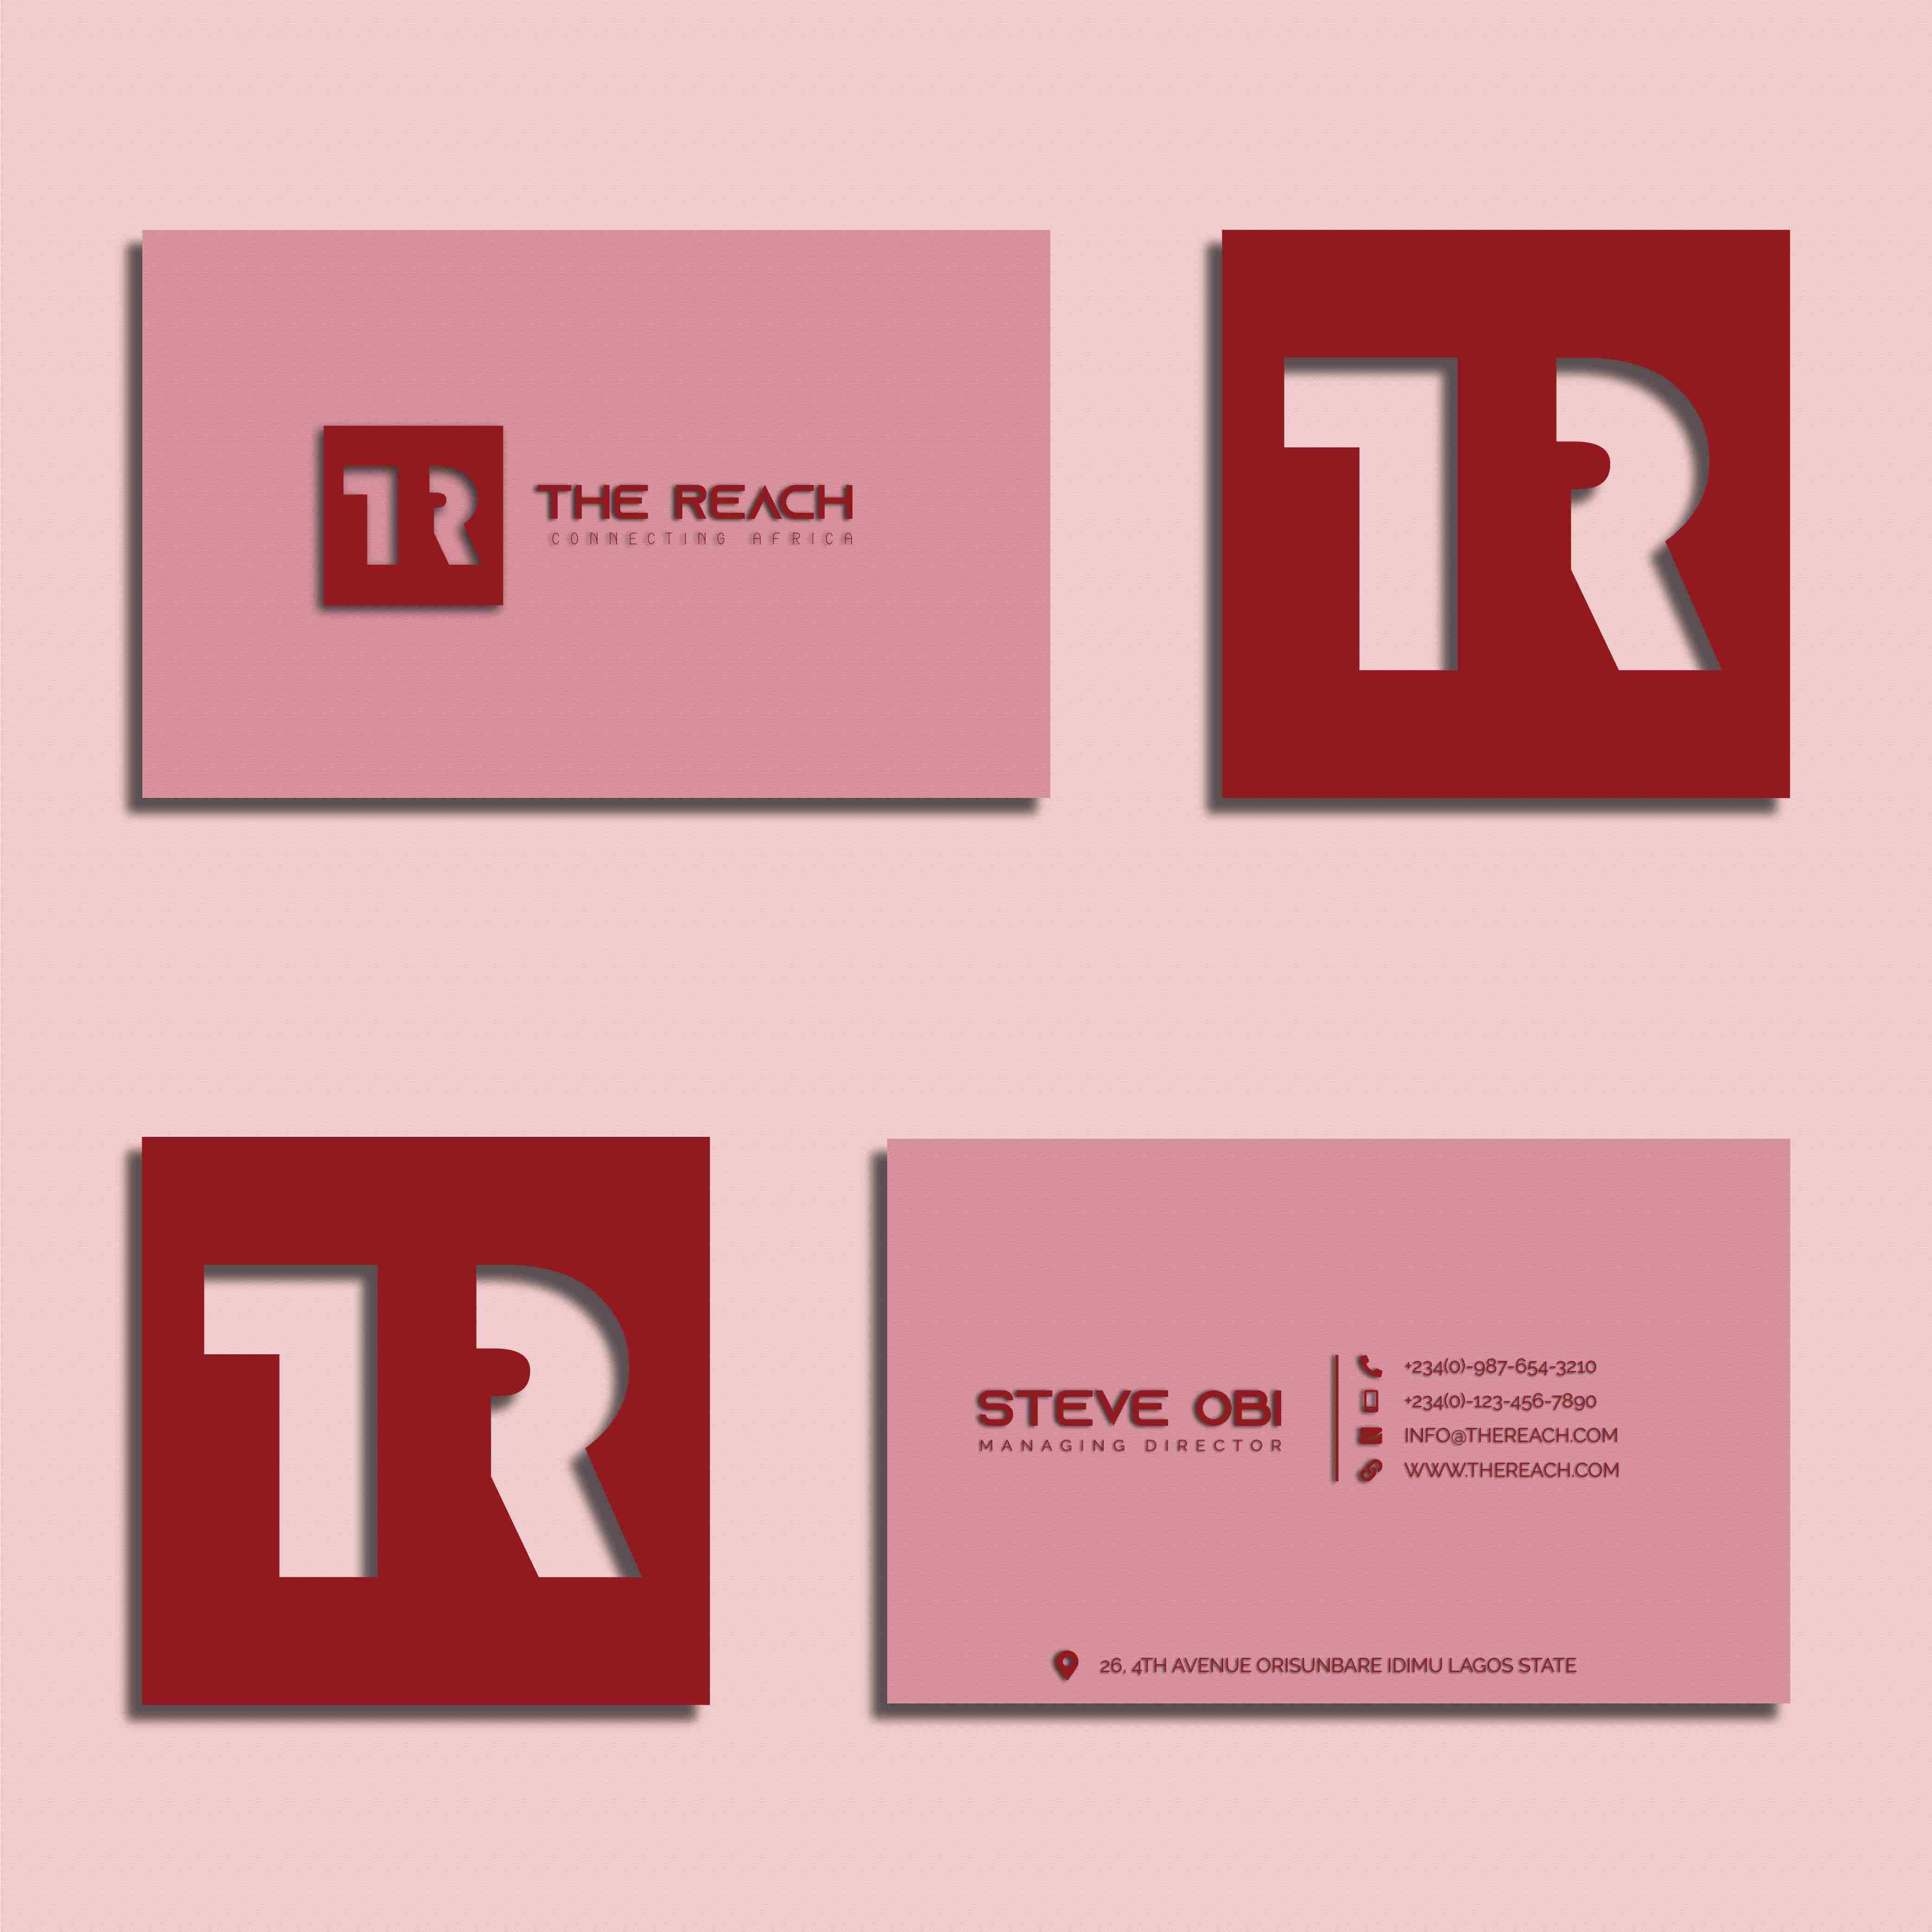 TR
THE REACH
CONNECTING AFRICA
TR
TR
STEVE OBI
MANAGING DIRECTOR
+234(0)-987-654-3210
+234(0)-123-456-7890
INFO@THEREACH.COM
WWW.THEREACH.COM
26, 4TH AVENUE ORISUNBARE IDIMU LAGOS STATE